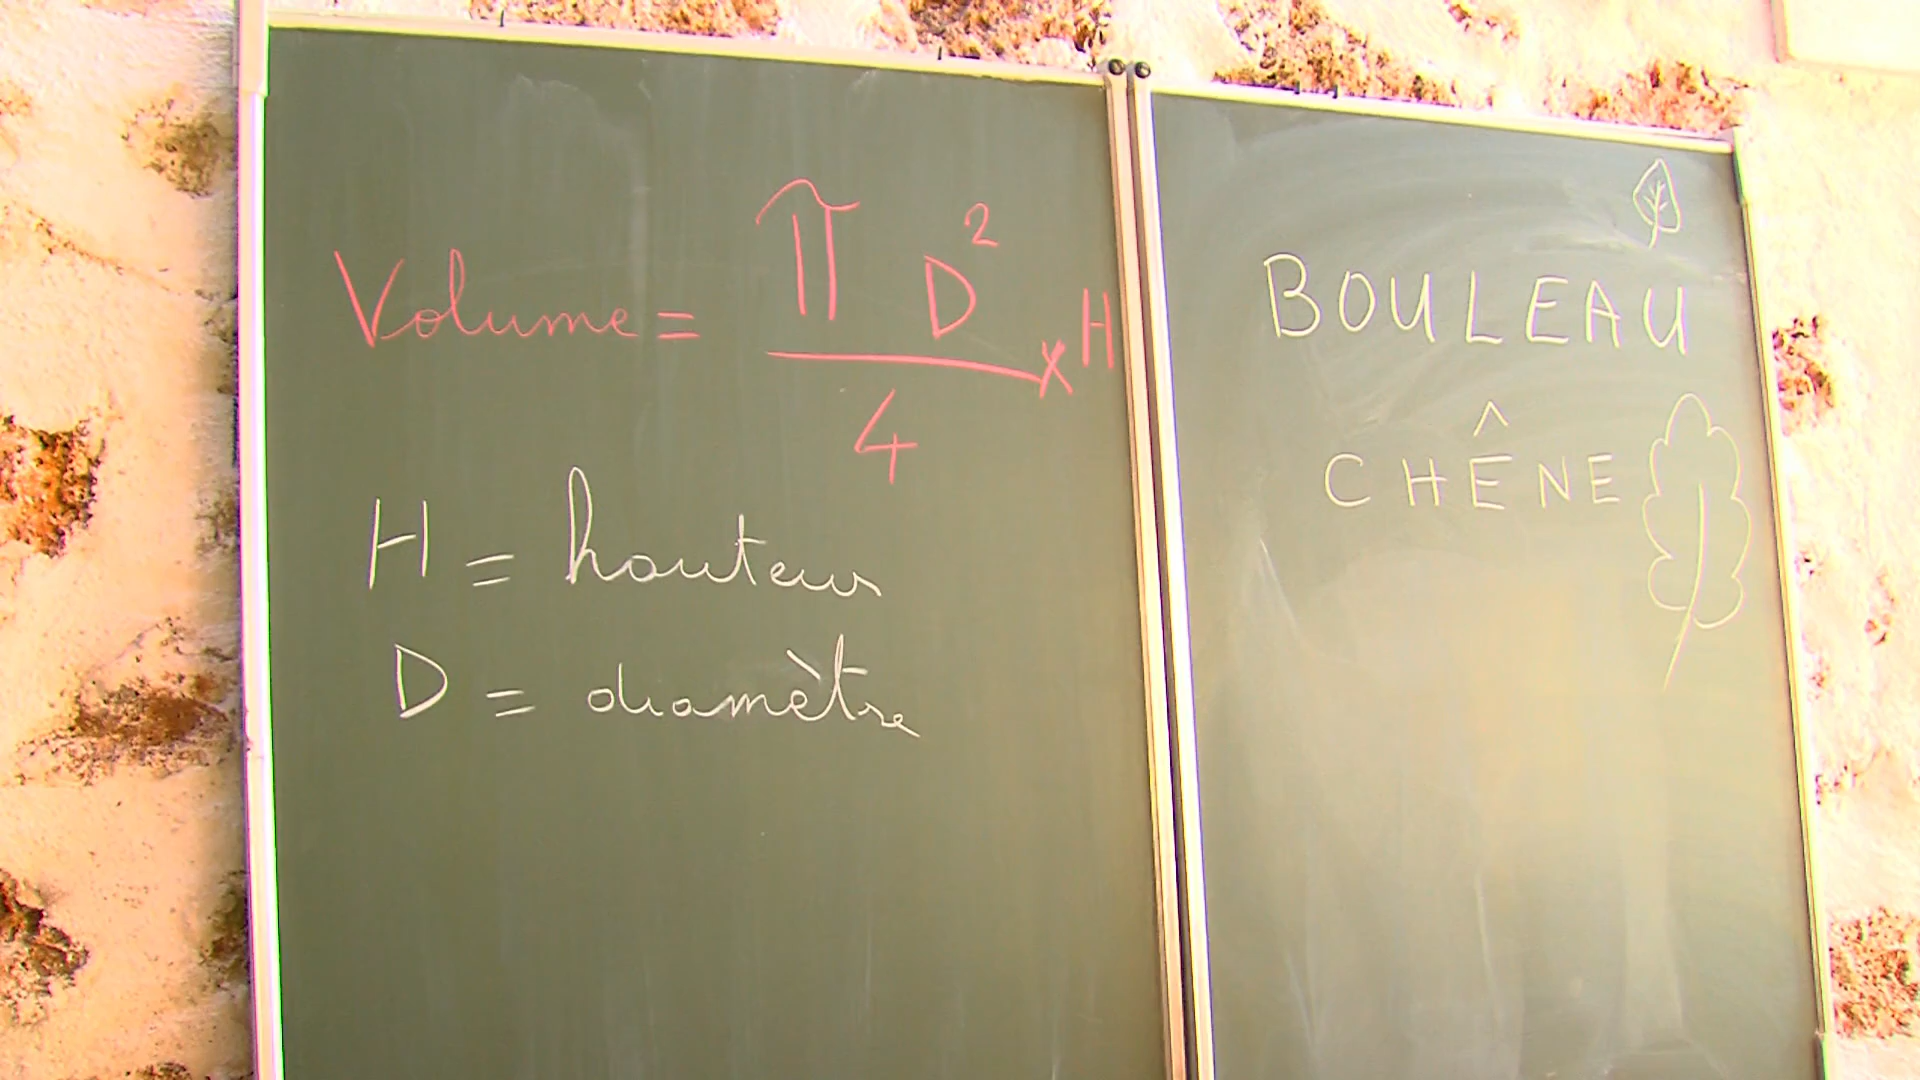 Volume = π D² / 4 x H
H = hauteur
D = diamètre
BOULEAU
CHÊNE